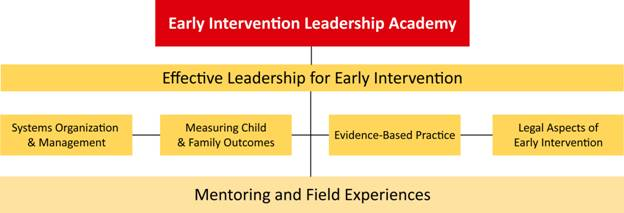 Early Intervention Leadership Academy
Effective Leadership for Early Intervention
Systems Organization
& Management
Measuring Child
& Family Outcomes
Evidence-Based Practice
Legal Aspects of
Early Intervention
Mentoring and Field Experiences